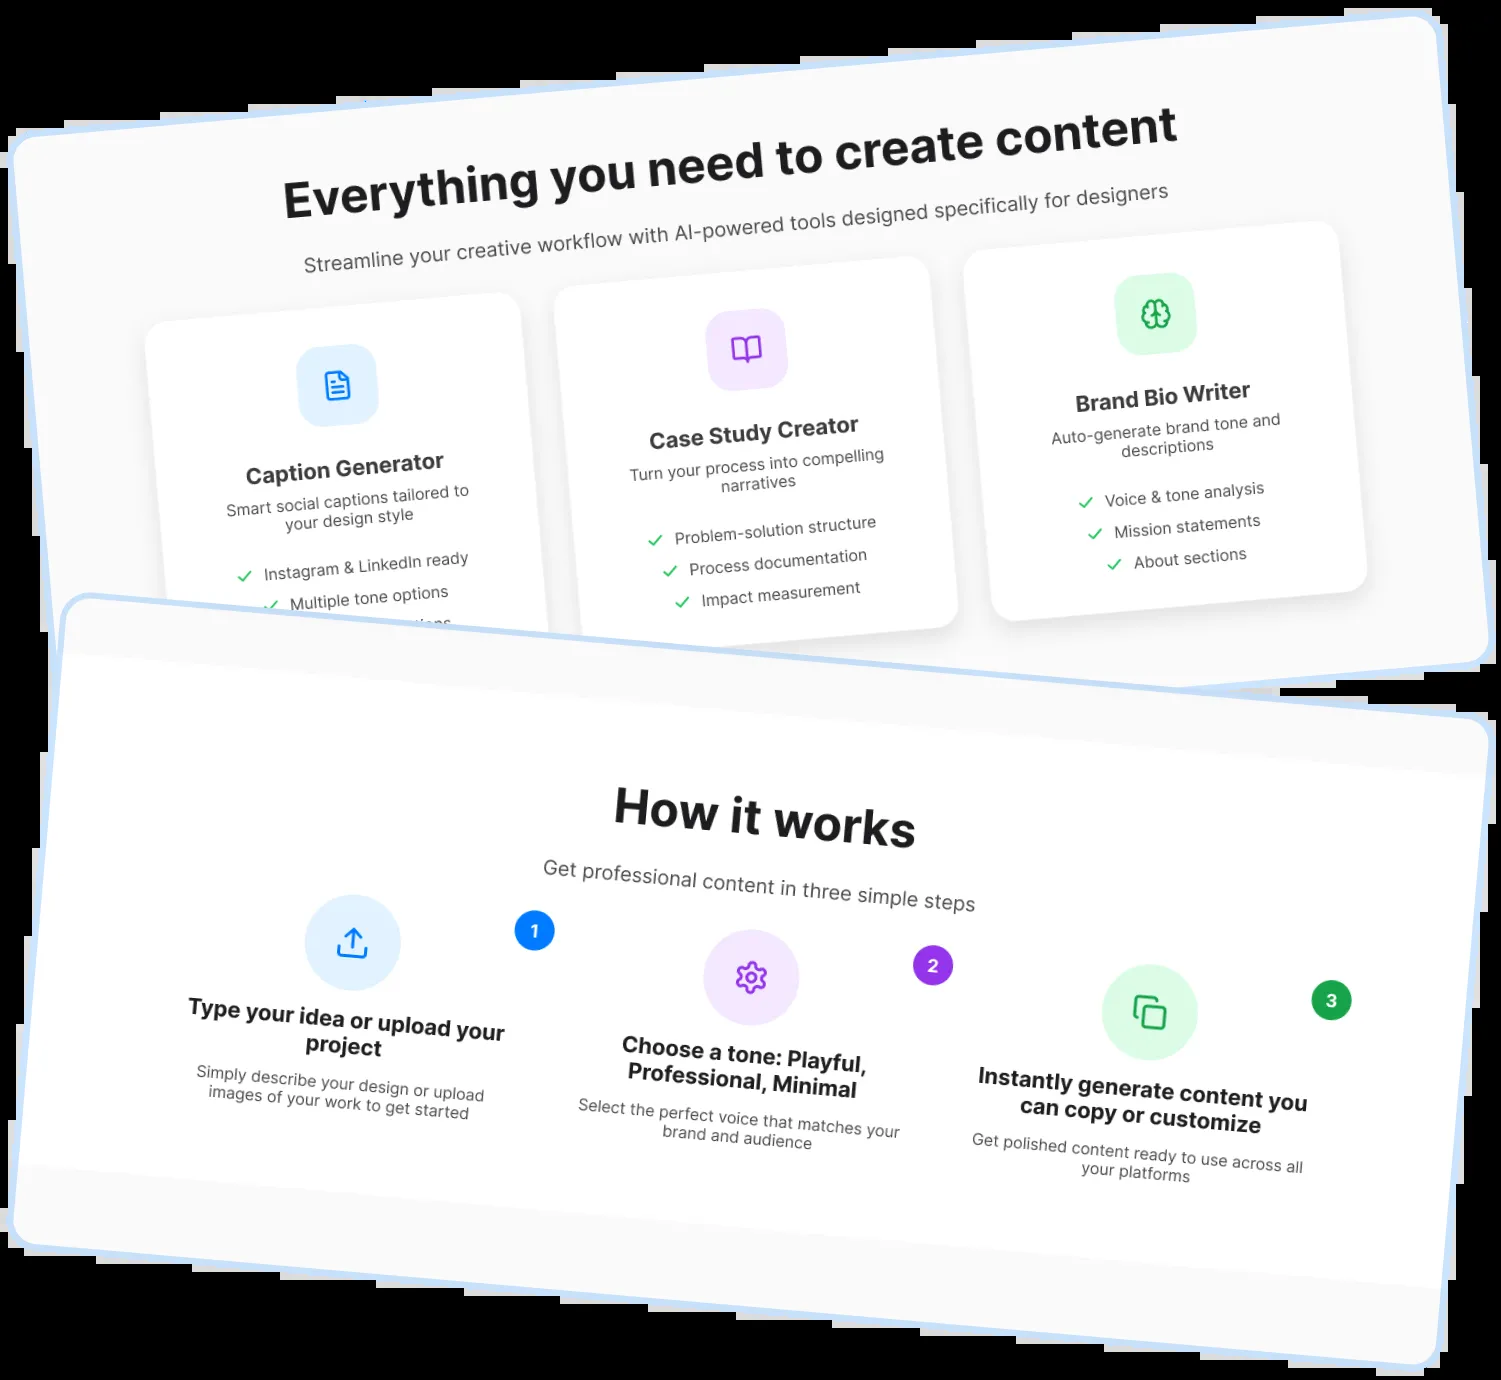 Everything you need to create content
Streamline your creative workflow with AI-powered tools designed specifically for designers
Caption Generator
Smart social captions tailored to
your design style
Instagram & LinkedIn ready
Multiple tone options
Case Study Creator
Turn your process into compelling
narratives
Problem-solution structure
Process documentation
Impact measurement
Brand Bio Writer
Auto-generate brand tone and
descriptions
Voice & tone analysis
Mission statements
About sections
How it works
Get professional content in three simple steps
1
Type your idea or upload your
project
Simply describe your design or upload
images of your work to get started
2
Choose a tone: Playful,
Professional, Minimal
Select the perfect voice that matches your
brand and audience
3
Instantly generate content you
can copy or customize
Get polished content ready to use across all
your platforms